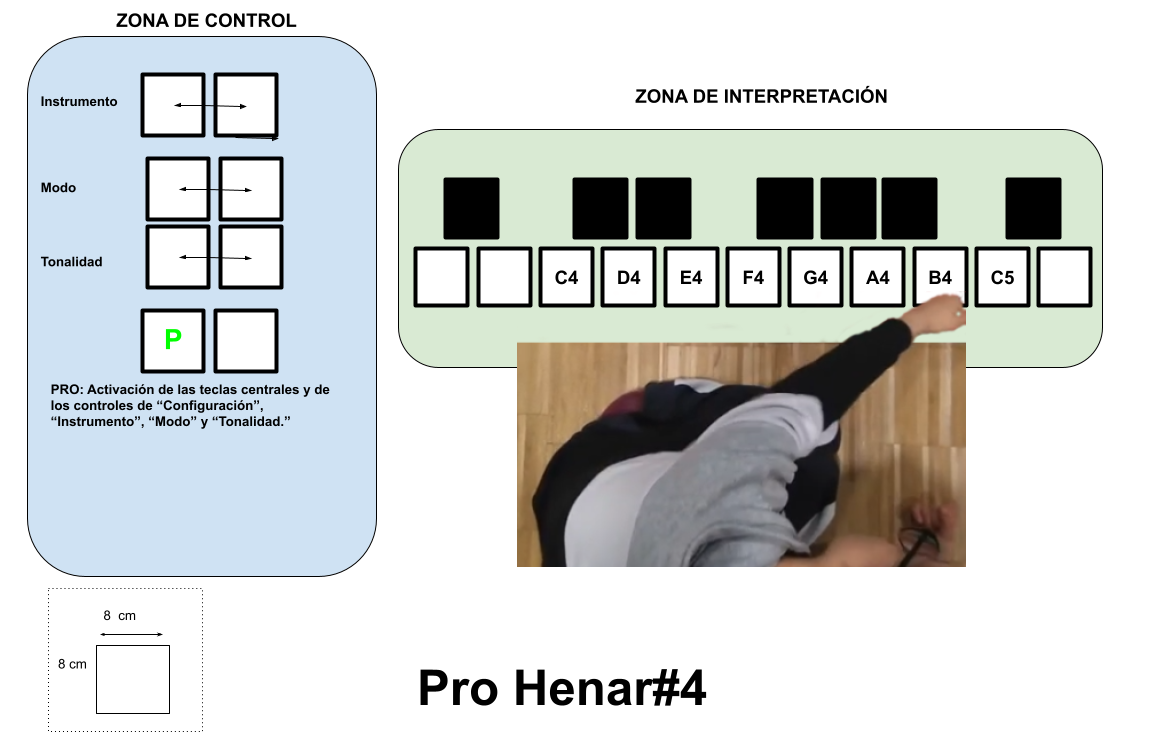 ZONA DE CONTROL
Instrumento
Modo
Tonalidad
P
PRO: Activación de las teclas centrales y de
los controles de “Configuración”,
“Instrumento”, “Modo” y “Tonalidad.”
ZONA DE INTERPRETACIÓN
C4 D4 E4 F4 G4 A4 B4 C5
8 cm
8 cm
Pro Henar#4